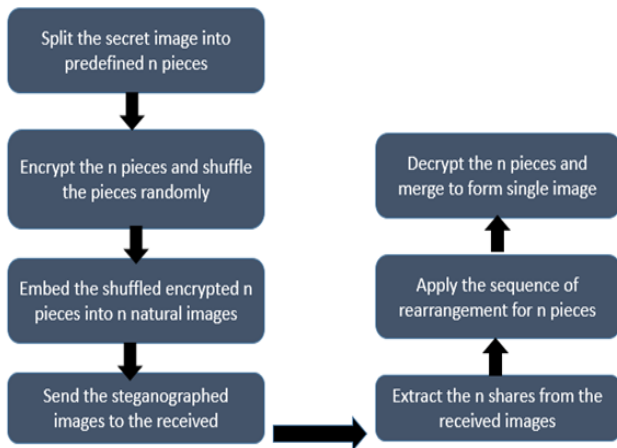 Split the secret image into
predefined n pieces
Encrypt the n pieces and shuffle
the pieces randomly
Embed the shuffled encrypted n
pieces into n natural images
Send the steganographed
images to the received
Extract the n shares from the
received images
Apply the sequence of
rearrangement for n pieces
Decrypt the n pieces and
merge to form single image